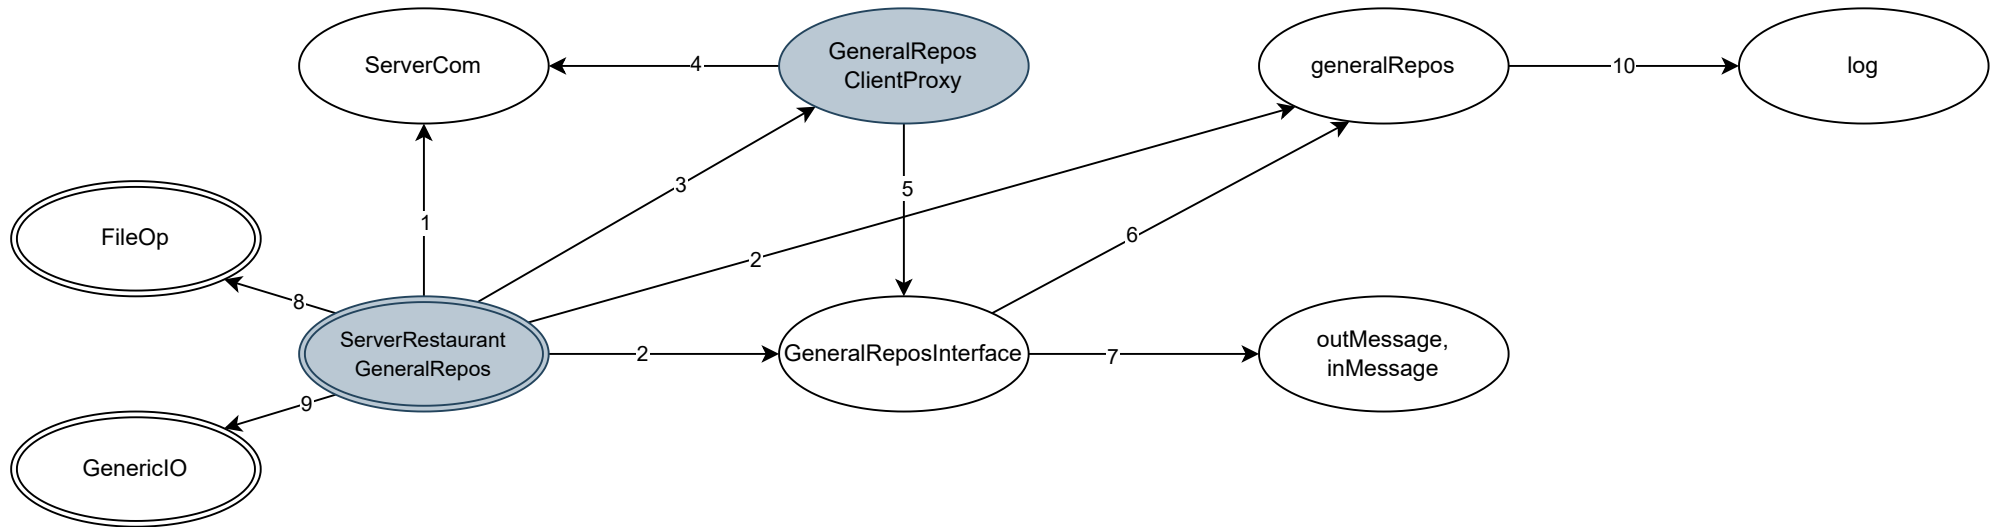 ServerCom
4
GeneralRepos
ClientProxy
generalRepos
10
log
1
3
5
2
6
FileOp
8
ServerRestaurant
GeneralRepos
2
GeneralReposInterface
7
outMessage,
inMessage
9
GenericIO